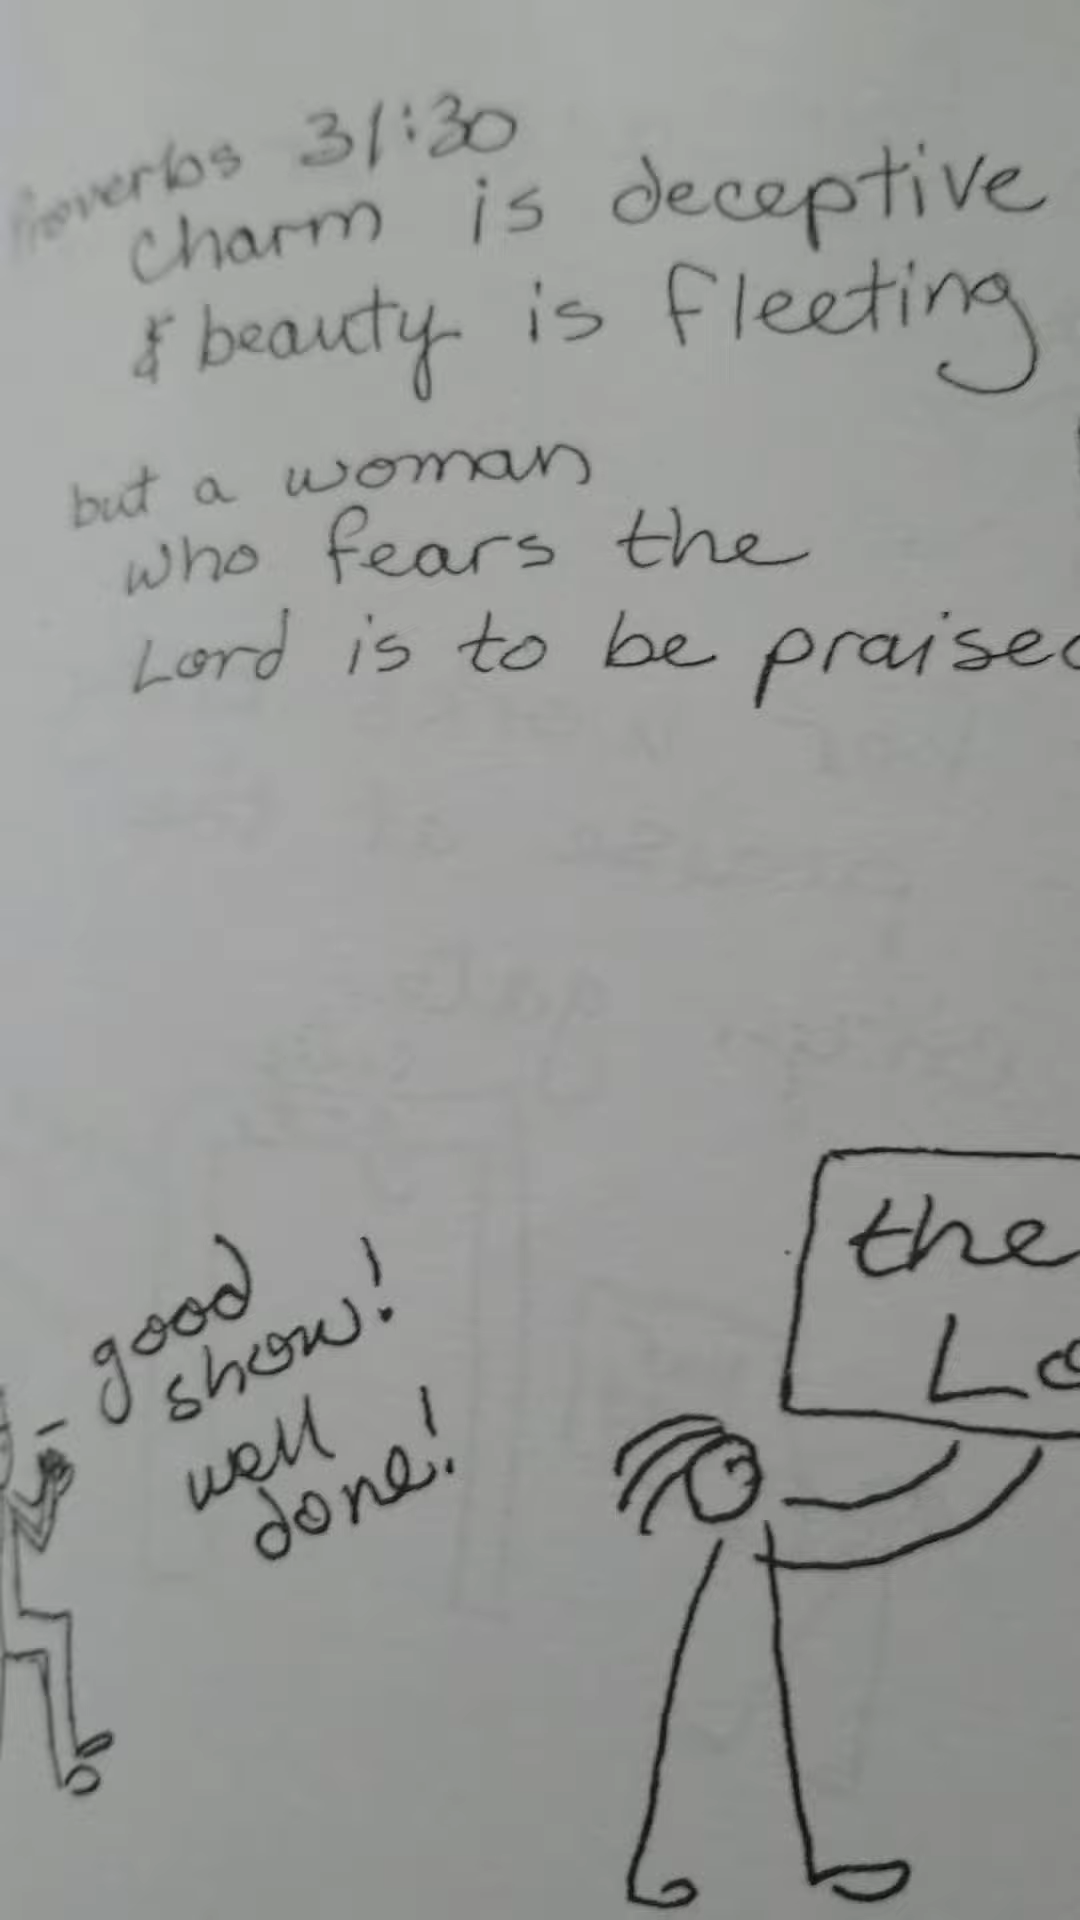 Proverbs 31:30
Charm is deceptive
& beauty is fleeting
but a woman
who fears the
Lord is to be praised
good
show!
well
done!
the
Lo